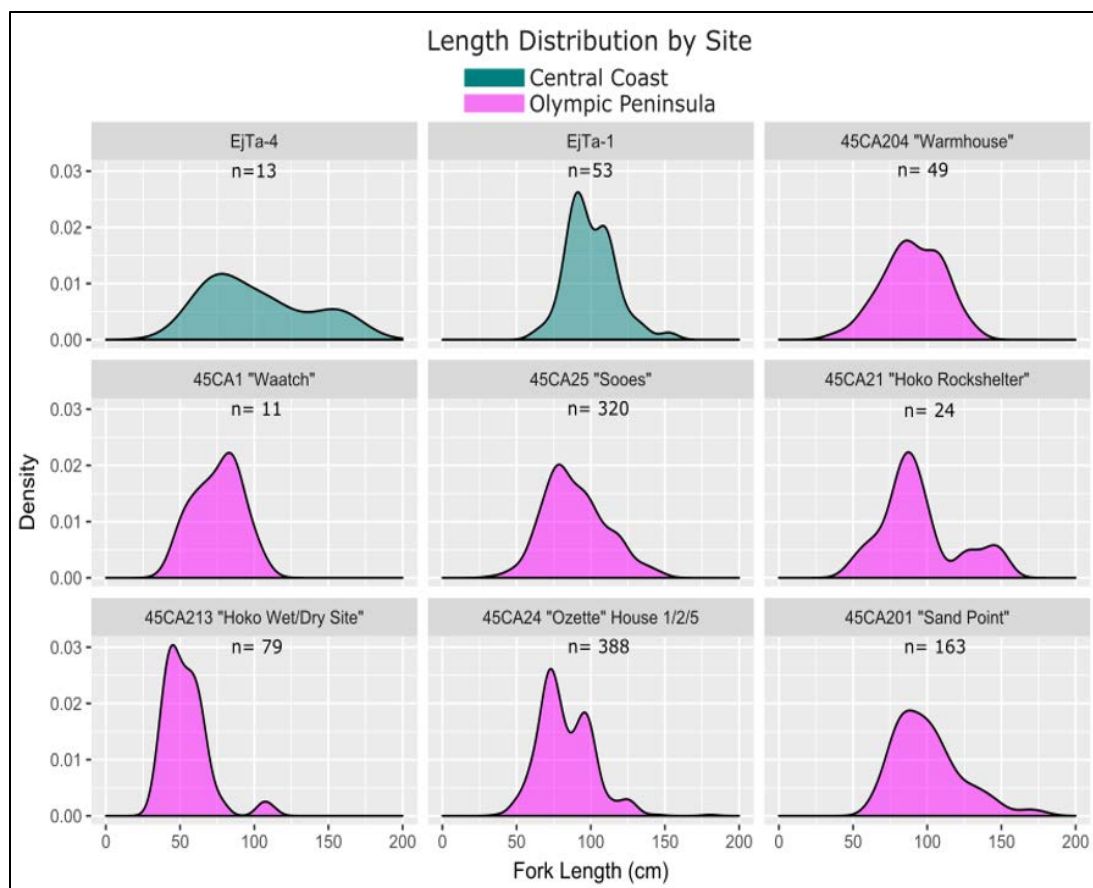 Length Distribution by Site
Central Coast
Olympic Peninsula
EjTa-4
EjTa-1
45CA204 "Warmhouse"
n=13
n=53
n= 49
0.03
0.02
0.01
0.00
45CA1 "Waatch"
45CA25 "Sooes"
45CA21 "Hoko Rockshelter"
n= 11
n= 320
n= 24
0.03
0.02
0.01
0.00
Density
45CA213 "Hoko Wet/Dry Site"
45CA24 "Ozette" House 1/2/5
45CA201 "Sand Point"
n= 79
n= 388
n= 163
0.03
0.02
0.01
0.00
0 50 100 150 200 0 50 100 150 200 0 50 100 150 200
Fork Length (cm)